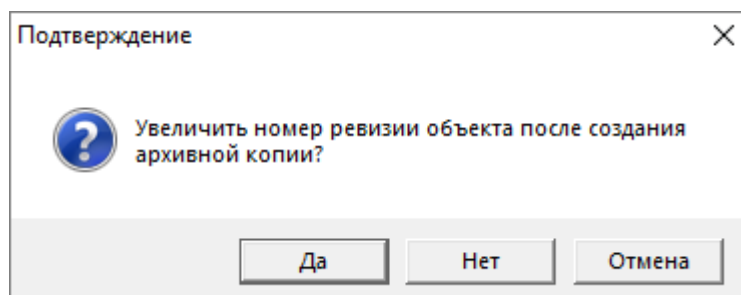 Подтверждение
Увеличить номер ревизии объекта после создания
архивной копии?
Да
Нет
Отмена